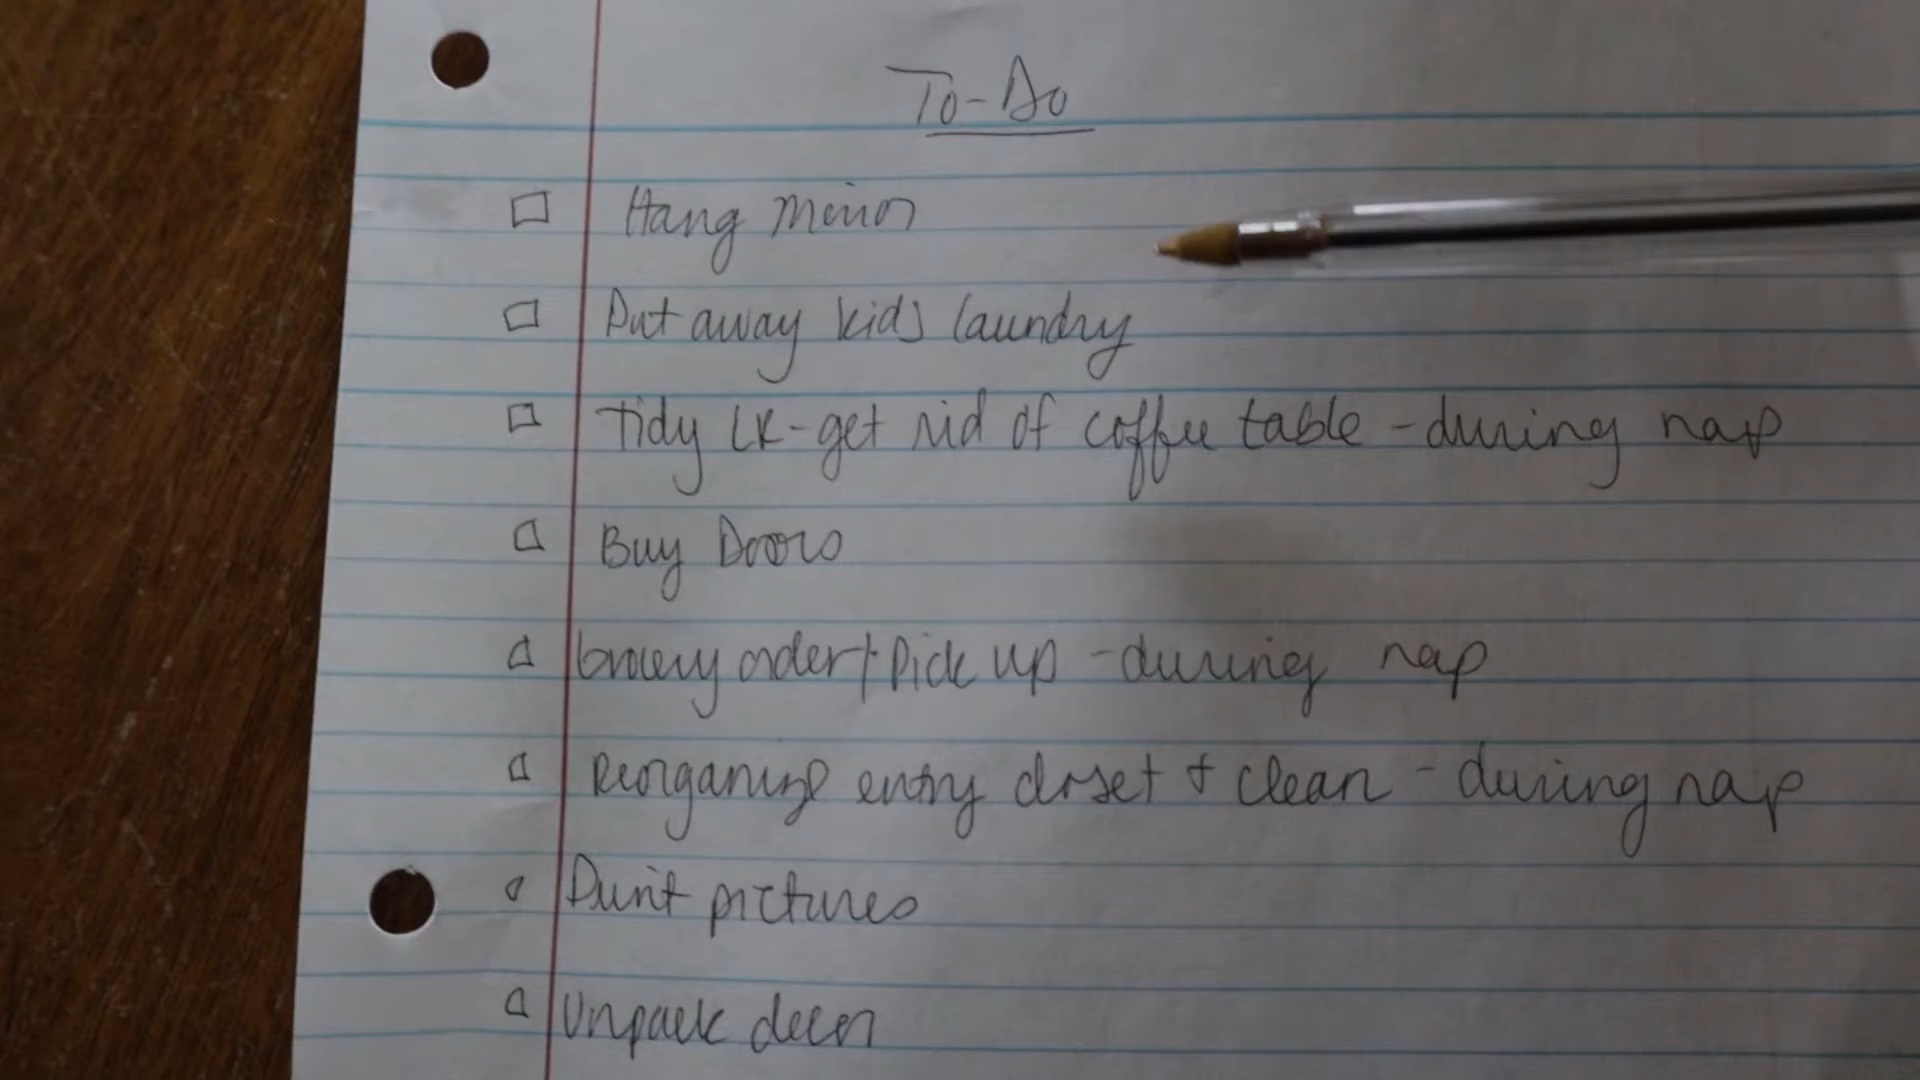 To-Do
Hang Mirror
Put away kids laundry
Tidy LR - get rid of coffee table - during nap
Buy Doors
Grocery order + Pick up - during nap
Reorganize entry closet + clean - during nap
Print pictures
Unpack decor